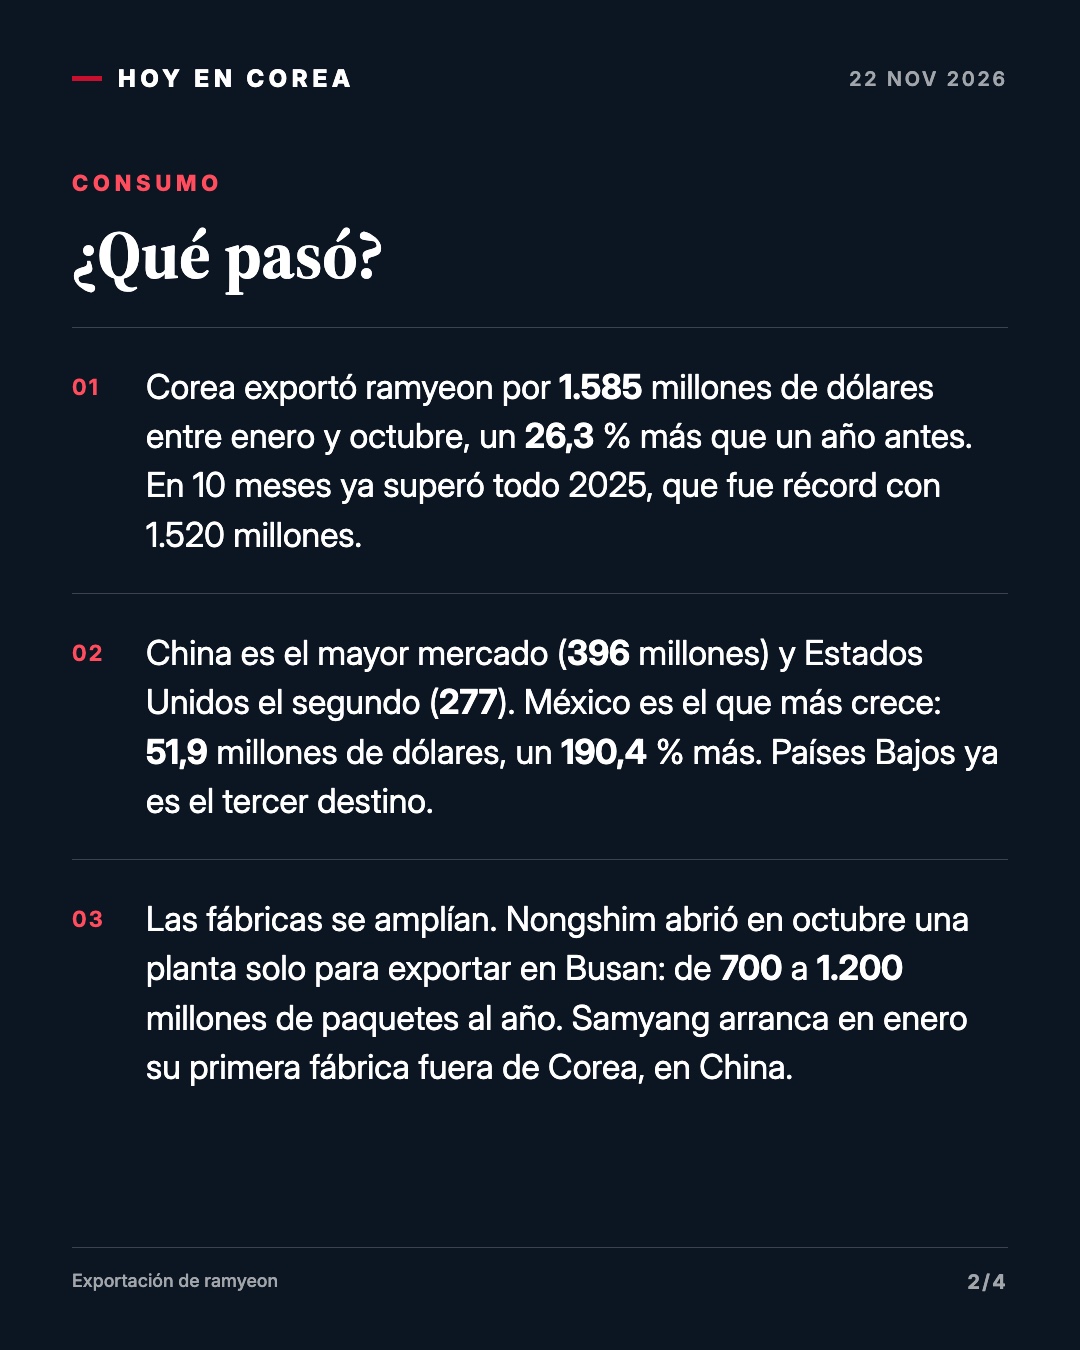 HOY EN COREA
22 NOV 2026
CONSUMO
¿Qué pasó?
01
Corea exportó ramyeon por 1.585 millones de dólares
entre enero y octubre, un 26,3 % más que un año antes.
En 10 meses ya superó todo 2025, que fue récord con
1.520 millones.
02
China es el mayor mercado (396 millones) y Estados
Unidos el segundo (277). México es el que más crece:
51,9 millones de dólares, un 190,4 % más. Países Bajos ya
es el tercer destino.
03
Las fábricas se amplían. Nongshim abrió en octubre una
planta solo para exportar en Busan: de 700 a 1.200
millones de paquetes al año. Samyang arranca en enero
su primera fábrica fuera de Corea, en China.
Exportación de ramyeon
2/4